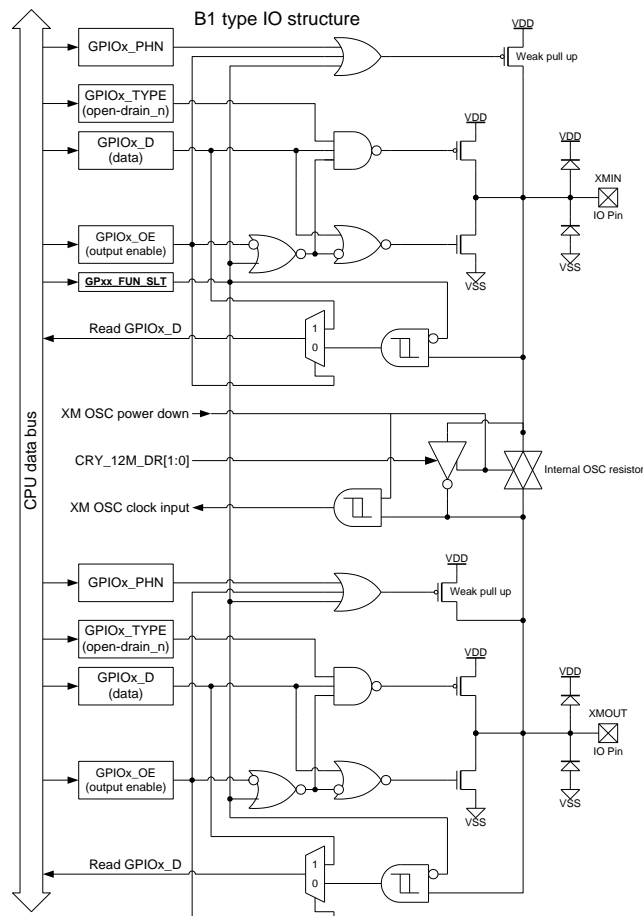 B1 type IO structure
GPIOx_PHN
VDD
Weak pull up
GPIOx_TYPE
(open-drain_n)
VDD
VDD
GPIOx_D
(data)
XMIN
IO Pin
GPIOx_OE
(output enable)
VSS
VSS
GPxx_FUN_SLT
Read GPIOx_D
1
0
XM OSC power down
CRY_12M_DR[1:0]
Internal OSC resistor
XM OSC clock input
CPU data bus
VDD
GPIOx_PHN
Weak pull up
GPIOx_TYPE
(open-drain_n)
VDD
VDD
GPIOx_D
(data)
XMOUT
IO Pin
GPIOx_OE
(output enable)
VSS
VSS
Read GPIOx_D
1
0